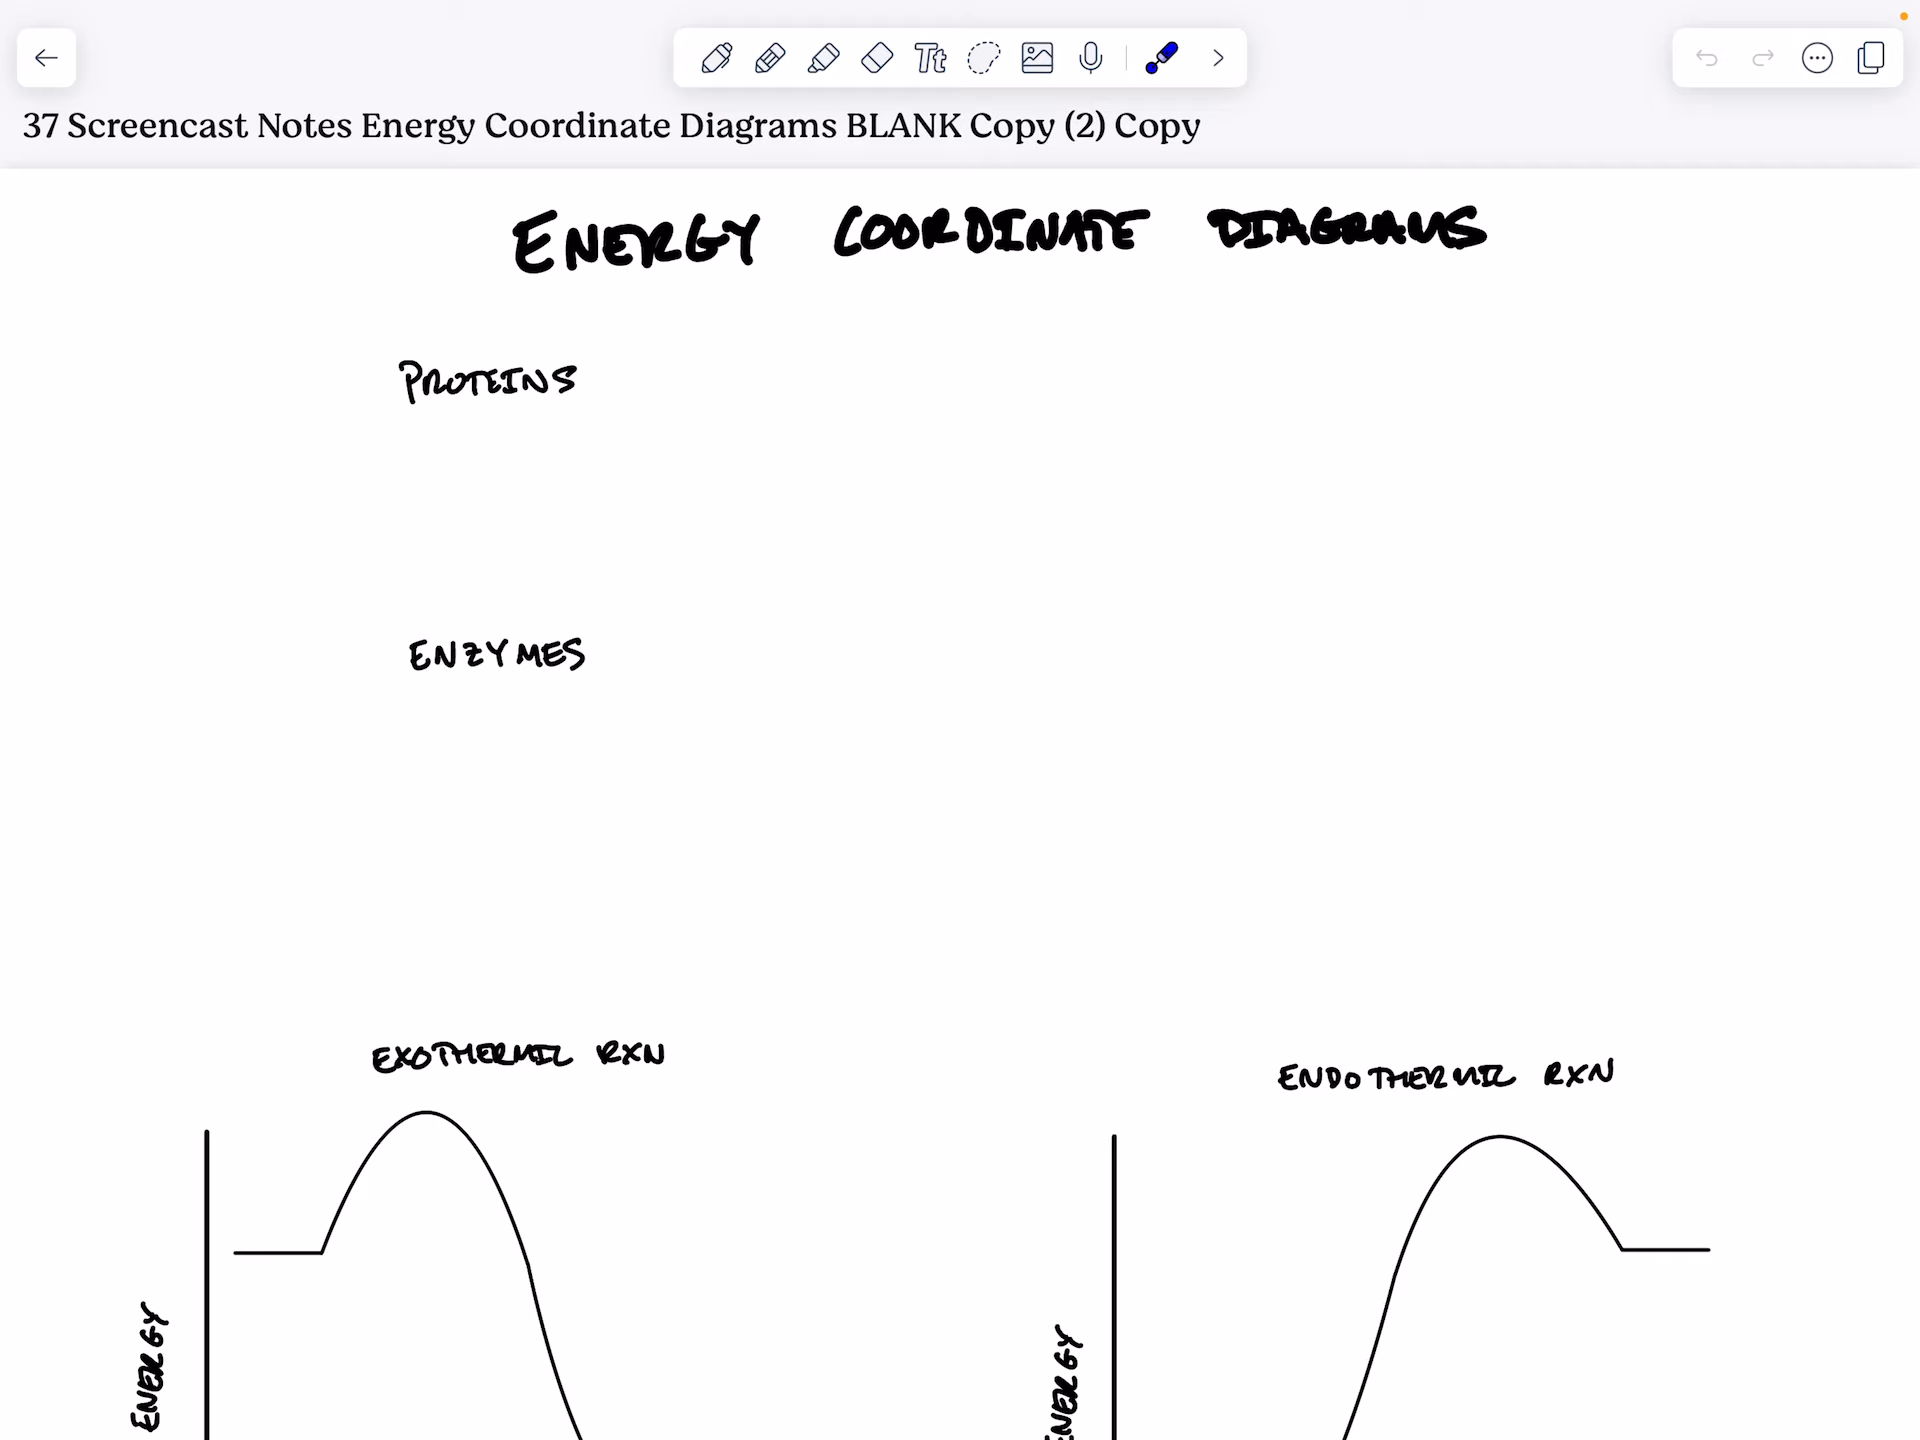 Tt
37 Screencast Notes Energy Coordinate Diagrams BLANK Copy (2) Copy
ENERGY COORDINATE DIAGRAMS
PROTEINS
ENZYMES
EXOTHERMIC RXN
ENDOTHERMIC RXN
ENERGY
ENERGY